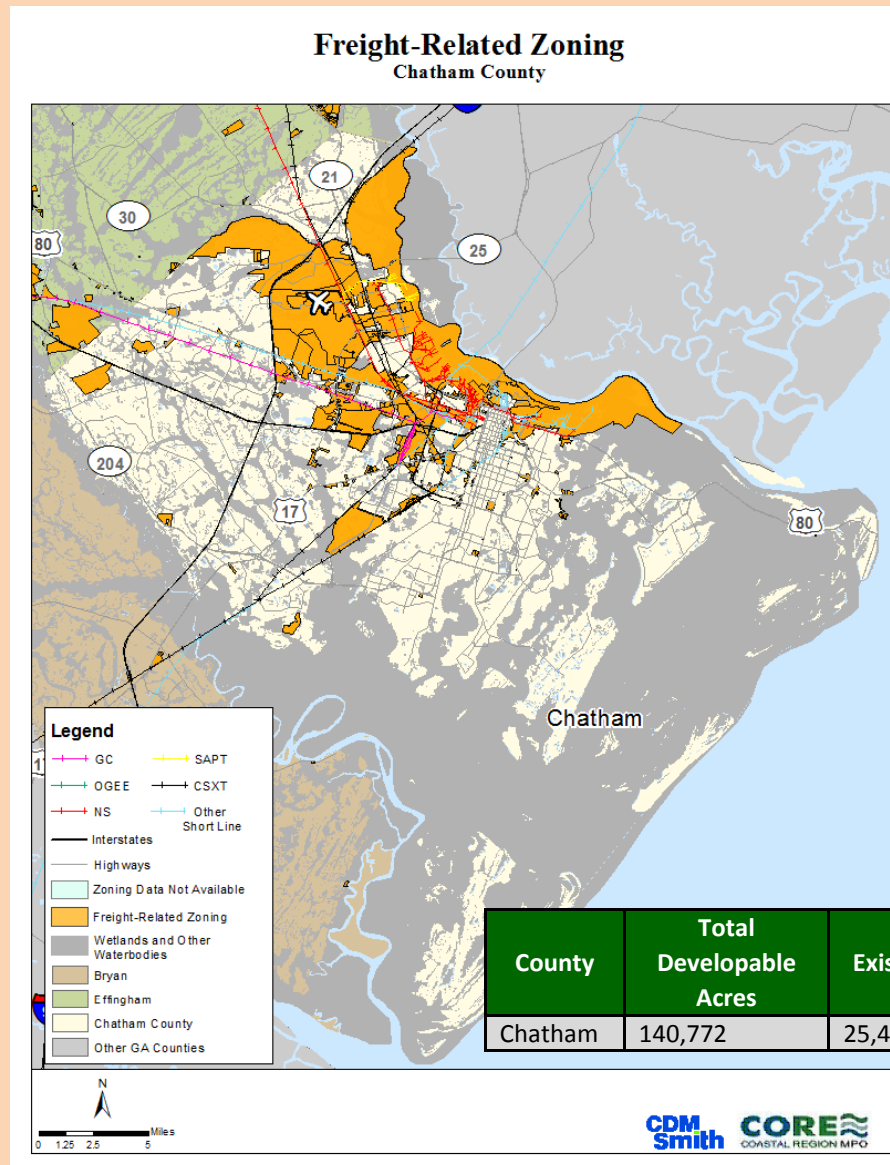 Freight-Related Zoning
Chatham County
21
30
80
25
204
17
80
Chatham
Legend
GC
SAPT
OGEE
CSXT
NS
Other
Short Line
Interstates
Highways
Zoning Data Not Available
Freight-Related Zoning
Wetlands and Other
Waterbodies
Bryan
Effingham
Chatham County
Other GA Counties
County
Total
Developable
Acres
Exis
Chatham
140,772
25,4
N
Miles
0 1.25 2.5 5
CDM
Smith
CORE
COASTAL REGION MPO